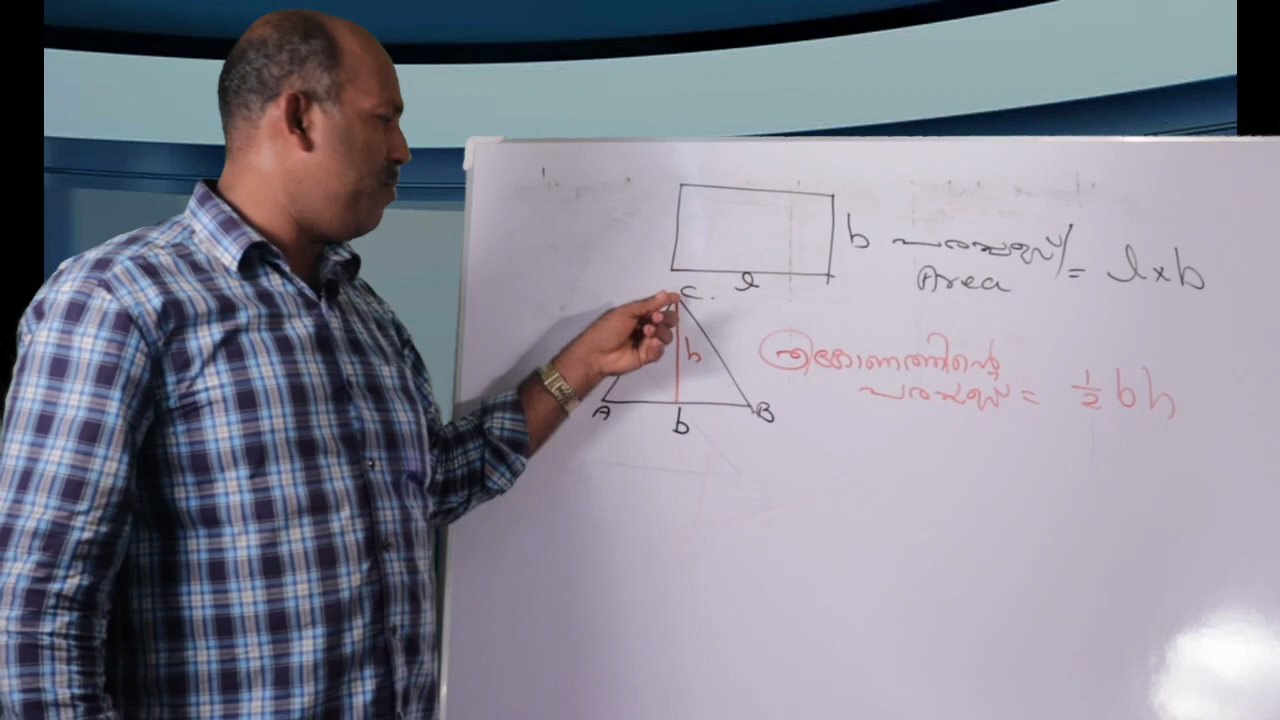 b പരപ്പളവ്/
Area = l×b
l
C.
h
ത്രികോണത്തിന്റെ
പരപ്പളവ് = 1/2 bh
A b B